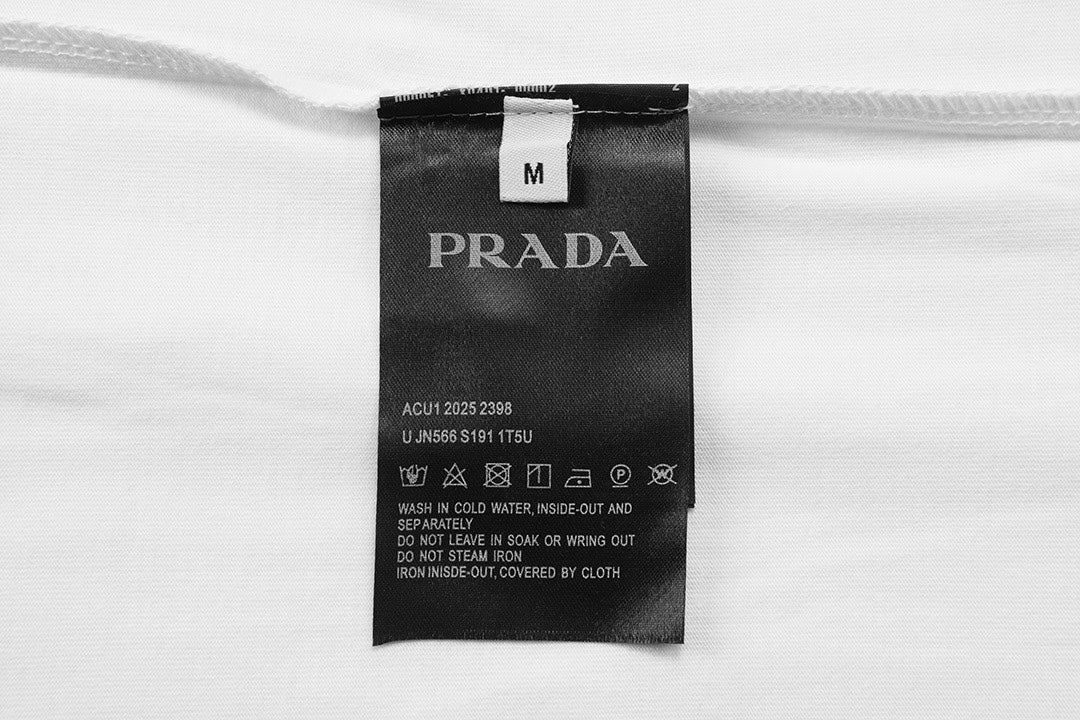 2
M
PRADA
ACU1 2025 2398
U JN566 S191 1T5U
P
W
WASH IN COLD WATER, INSIDE-OUT AND
SEPARATELY
DO NOT LEAVE IN SOAK OR WRING OUT
DO NOT STEAM IRON
IRON INISDE-OUT, COVERED BY CLOTH